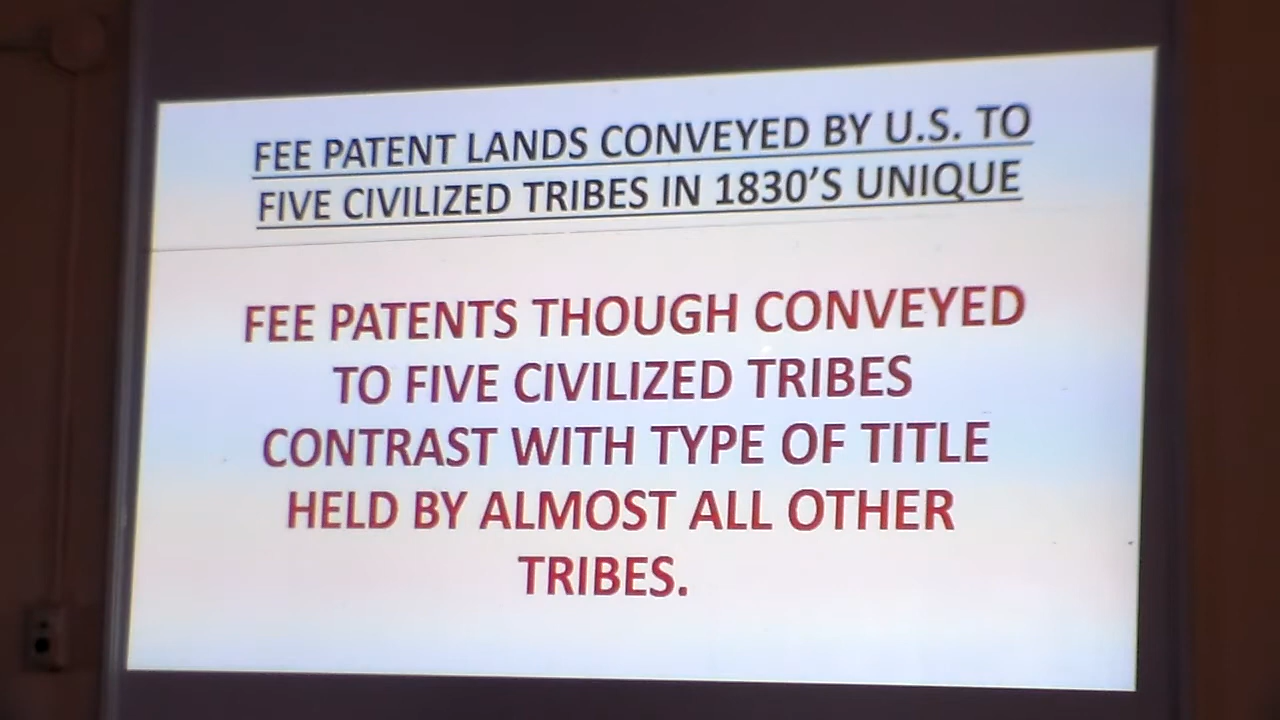 FEE PATENT LANDS CONVEYED BY U.S. TO
FIVE CIVILIZED TRIBES IN 1830'S UNIQUE
FEE PATENTS THOUGH CONVEYED
TO FIVE CIVILIZED TRIBES
CONTRAST WITH TYPE OF TITLE
HELD BY ALMOST ALL OTHER
TRIBES.